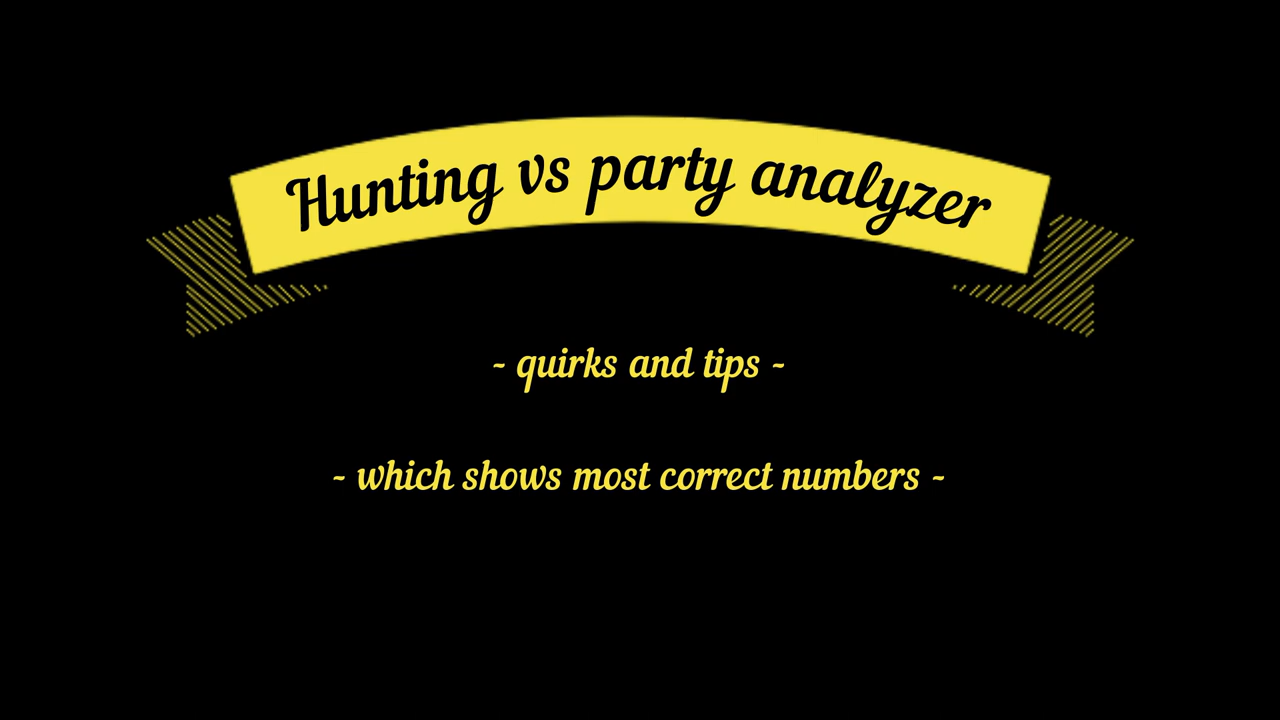 Hunting vs party analyzer
~ quirks and tips ~
~ which shows most correct numbers ~